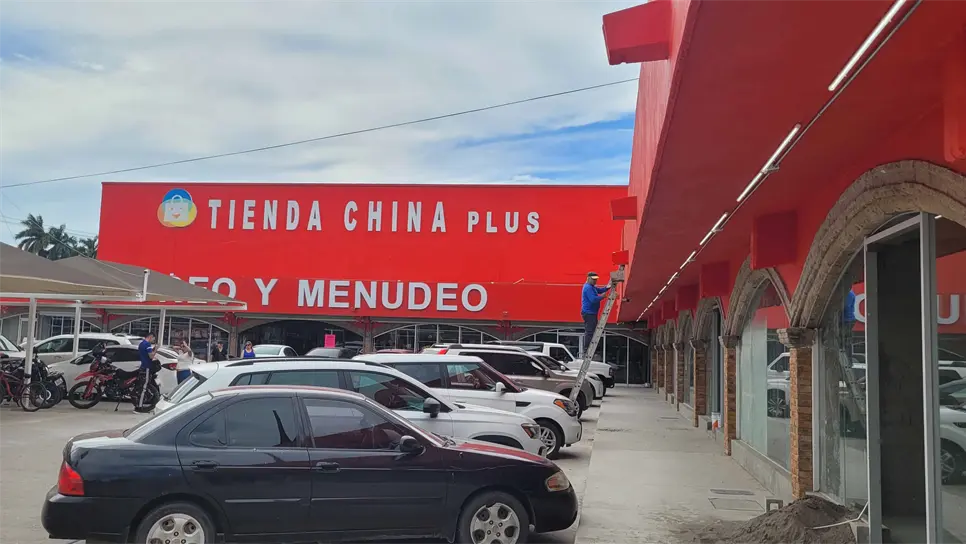 TIENDA CHINA PLUS
Y MENUDEO